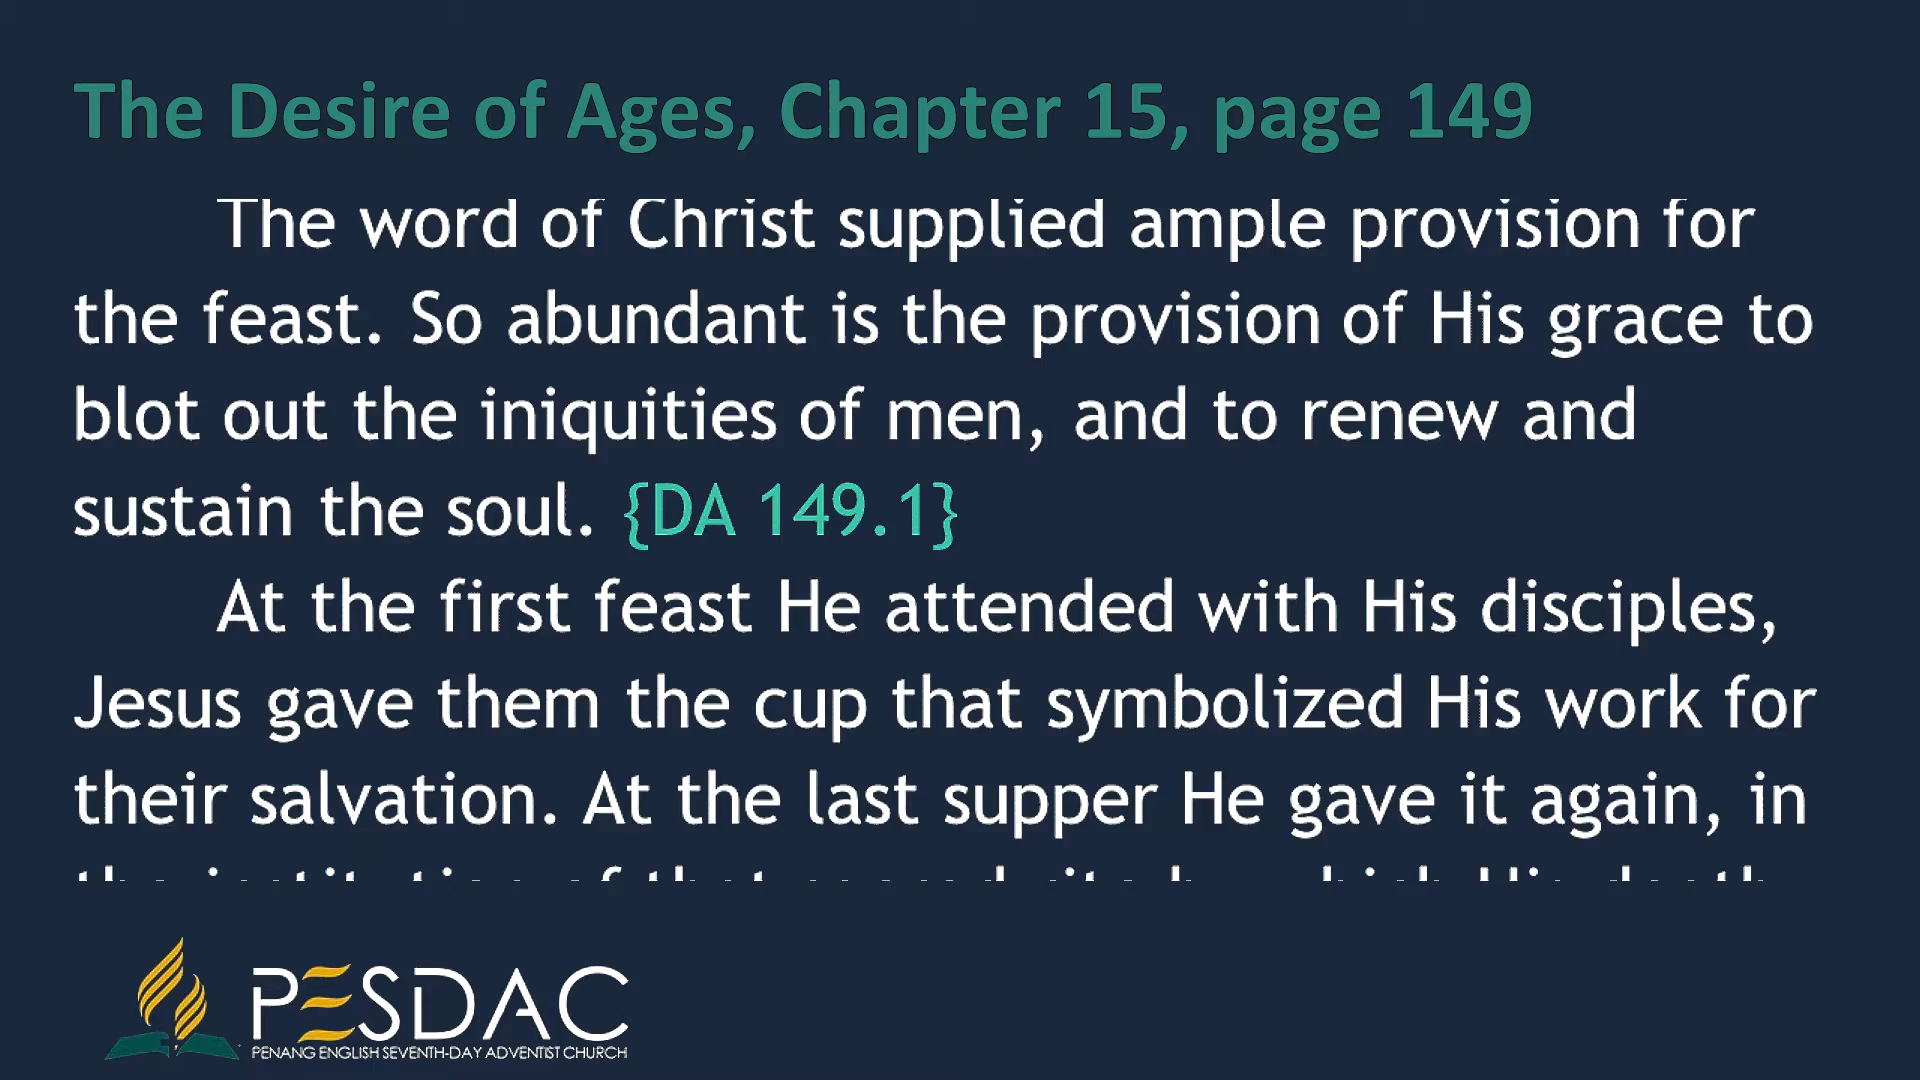 The Desire of Ages, Chapter 15, page 149
The word of Christ supplied ample provision for
the feast. So abundant is the provision of His grace to
blot out the iniquities of men, and to renew and
sustain the soul. {DA 149.1}
At the first feast He attended with His disciples,
Jesus gave them the cup that symbolized His work for
their salvation. At the last supper He gave it again, in
PESDAC
PENANG ENGLISH SEVENTH-DAY ADVENTIST CHURCH